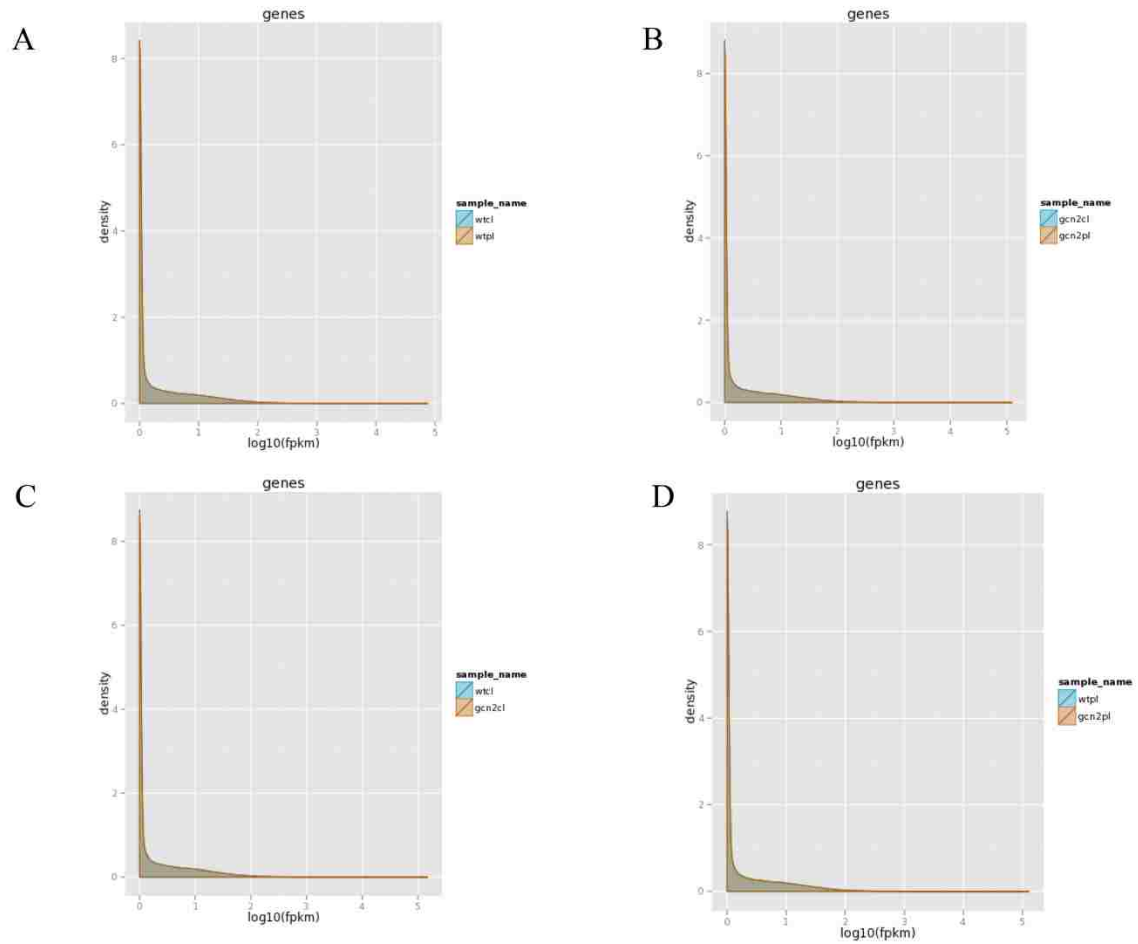 A
genes
8
6
4
2
0
density
0 1 2 3 4 5
log10(fpkm)
sample_name
wtcl
wtpl
B
genes
8
6
4
2
0
density
0 1 2 3 4 5
log10(fpkm)
sample_name
gcn2cl
gcn2pl
C
genes
8
6
4
2
0
density
0 1 2 3 4 5
log10(fpkm)
sample_name
wtcl
gcn2cl
D
genes
8
6
4
2
0
density
0 1 2 3 4 5
log10(fpkm)
sample_name
wtpl
gcn2pl